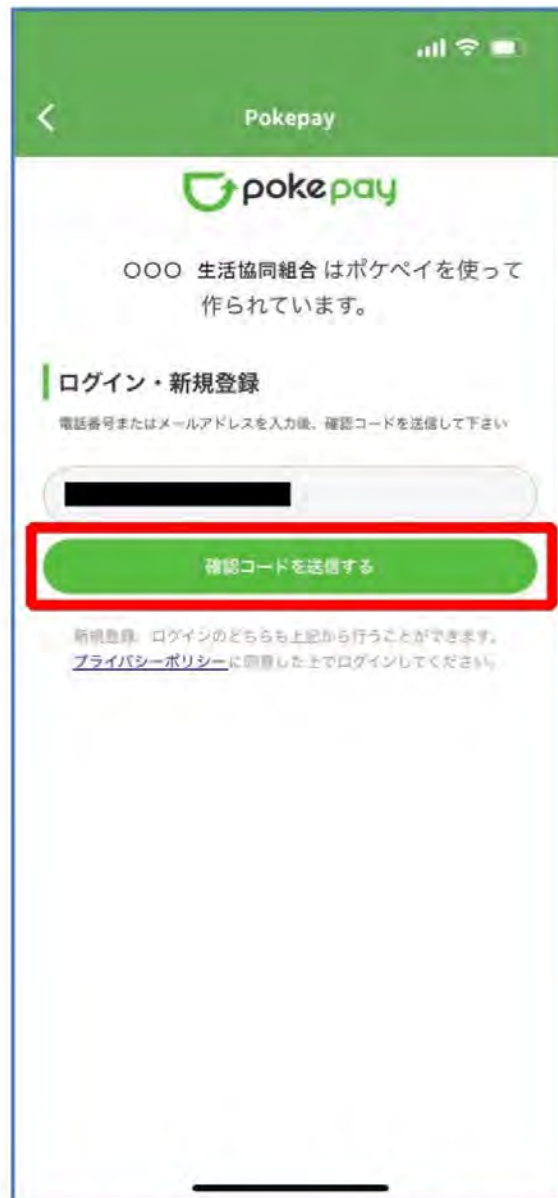 Pokepay
pokepay
○○○ 生活協同組合 はポケペイを使って
作られています。
ログイン・新規登録
電話番号またはメールアドレスを入力後、確認コードを送信して下さい
確認コードを送信する
新規登録、ログインのどちらも上記から行うことができます。
プライバシーポリシーに同意した上でログインしてください。